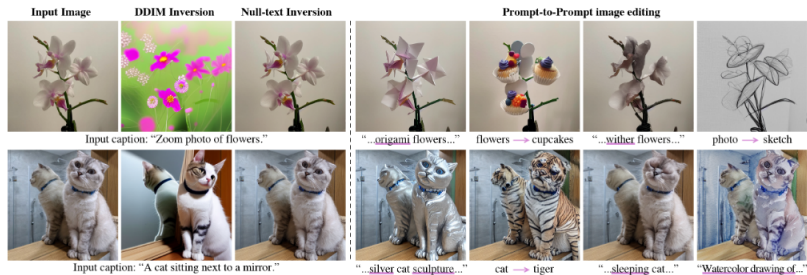 Input Image DDIM Inversion Null-text Inversion Prompt-to-Prompt image editing
Input caption: “Zoom photo of flowers.” “...origami flowers...” flowers → cupcakes “...wither flowers...” photo → sketch
Input caption: “A cat sitting next to a mirror.” “...silver cat sculpture...” cat → tiger “...sleeping cat...” “Watercolor drawing of...”